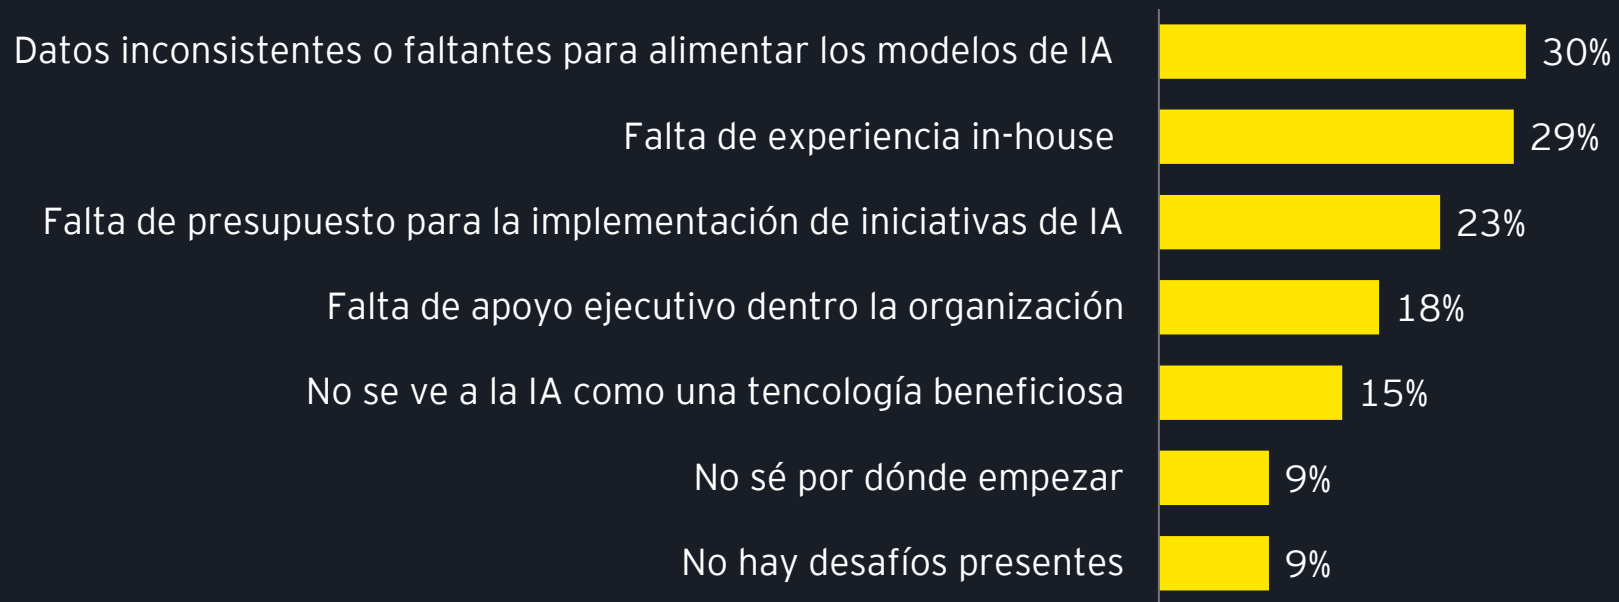 Datos inconsistentes o faltantes para alimentar los modelos de IA 30%
Falta de experiencia in-house 29%
Falta de presupuesto para la implementación de iniciativas de IA 23%
Falta de apoyo ejecutivo dentro la organización 18%
No se ve a la IA como una tencología beneficiosa 15%
No sé por dónde empezar 9%
No hay desafíos presentes 9%